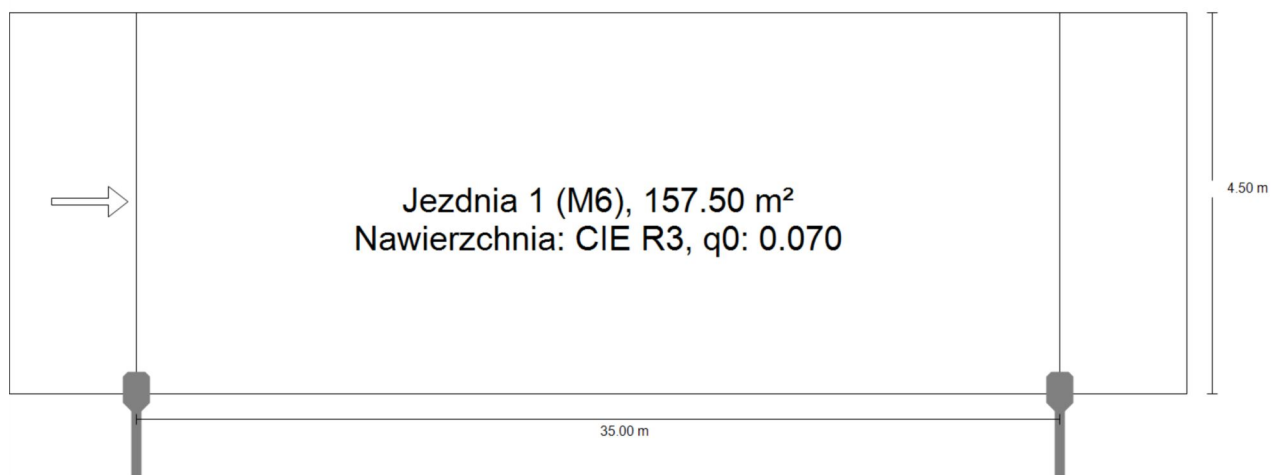 Jezdnia 1 (M6), 157.50 m²
Nawierzchnia: CIE R3, q0: 0.070
4.50 m
35.00 m